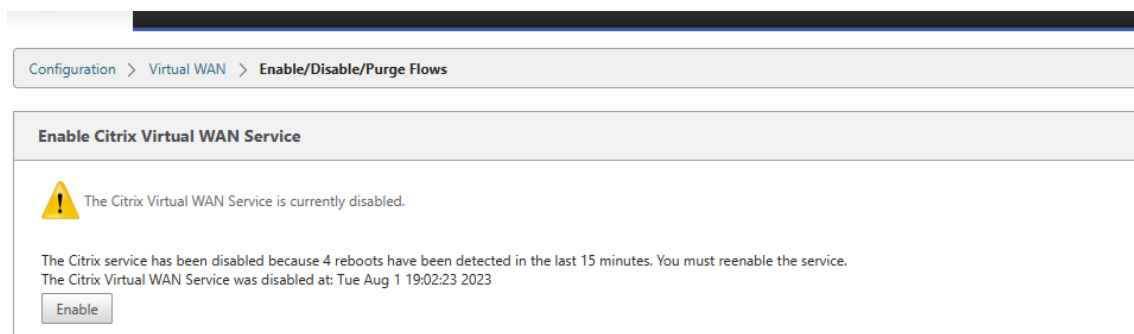 Configuration > Virtual WAN > Enable/Disable/Purge Flows
Enable Citrix Virtual WAN Service
The Citrix Virtual WAN Service is currently disabled.
The Citrix service has been disabled because 4 reboots have been detected in the last 15 minutes. You must reenable the service.
The Citrix Virtual WAN Service was disabled at: Tue Aug 1 19:02:23 2023
Enable